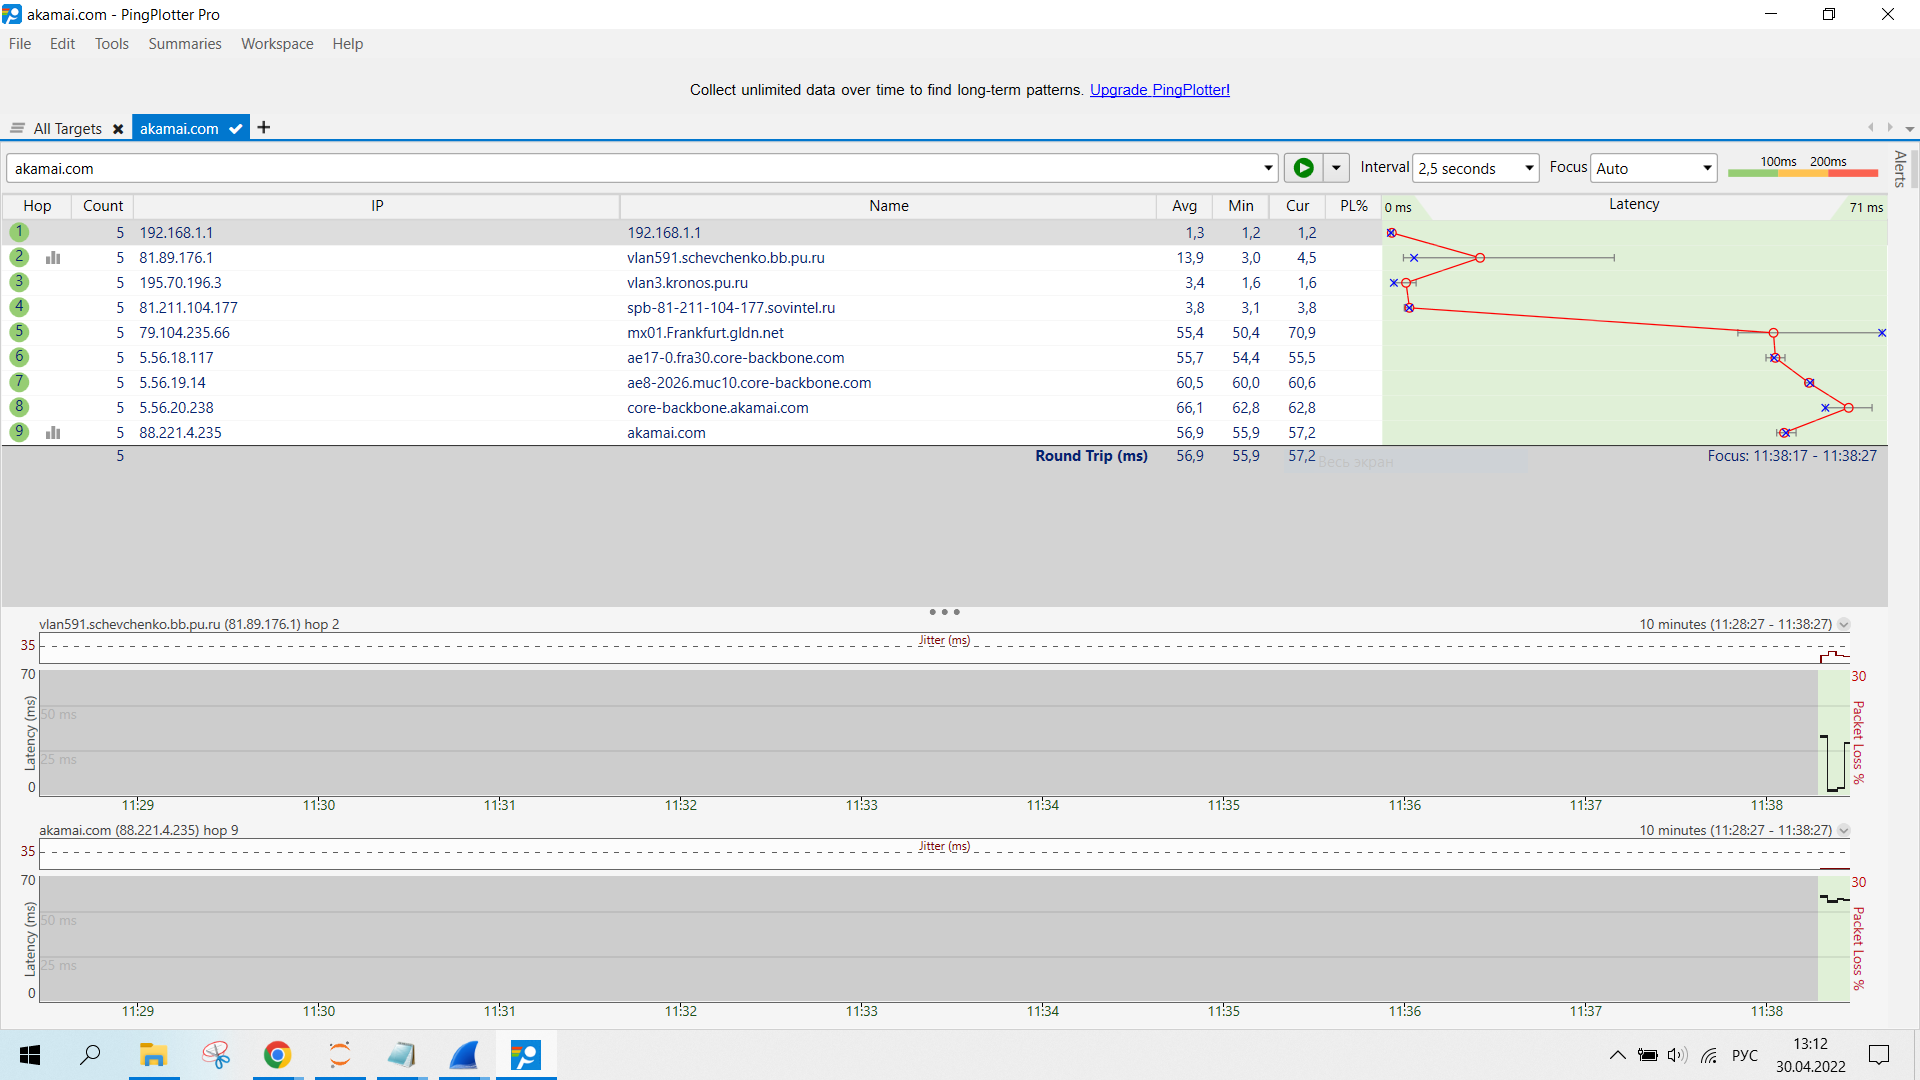 akamai.com - PingPlotter Pro
File Edit Tools Summaries Workspace Help
Collect unlimited data over time to find long-term patterns. Upgrade PingPlotter!
All Targets akamai.com +
akamai.com Interval 2,5 seconds Focus Auto 100ms 200ms
Alerts
Hop Count IP Name Avg Min Cur PL% 0 ms Latency 71 ms
1 5 192.168.1.1 192.168.1.1 1,3 1,2 1,2
2 5 81.89.176.1 vlan591.schevchenko.bb.pu.ru 13,9 3,0 4,5
3 5 195.70.196.3 vlan3.kronos.pu.ru 3,4 1,6 1,6
4 5 81.211.104.177 spb-81-211-104-177.sovintel.ru 3,8 3,1 3,8
5 5 79.104.235.66 mx01.Frankfurt.gldn.net 55,4 50,4 70,9
6 5 5.56.18.117 ae17-0.fra30.core-backbone.com 55,7 54,4 55,5
7 5 5.56.19.14 ae8-2026.muc10.core-backbone.com 60,5 60,0 60,6
8 5 5.56.20.238 core-backbone.akamai.com 66,1 62,8 62,8
9 5 88.221.4.235 akamai.com 56,9 55,9 57,2
5 Round Trip (ms) 56,9 55,9 57,2 Весь экран Focus: 11:38:17 - 11:38:27
vlan591.schevchenko.bb.pu.ru (81.89.176.1) hop 2 10 minutes (11:28:27 - 11:38:27)
35 Jitter (ms)
70 30
50 ms
25 ms
0
Latency (ms)
Packet Loss %
11:29 11:30 11:31 11:32 11:33 11:34 11:35 11:36 11:37 11:38
akamai.com (88.221.4.235) hop 9 10 minutes (11:28:27 - 11:38:27)
35 Jitter (ms)
70 30
50 ms
25 ms
0
Latency (ms)
Packet Loss %
11:29 11:30 11:31 11:32 11:33 11:34 11:35 11:36 11:37 11:38
РУС 13:12
30.04.2022